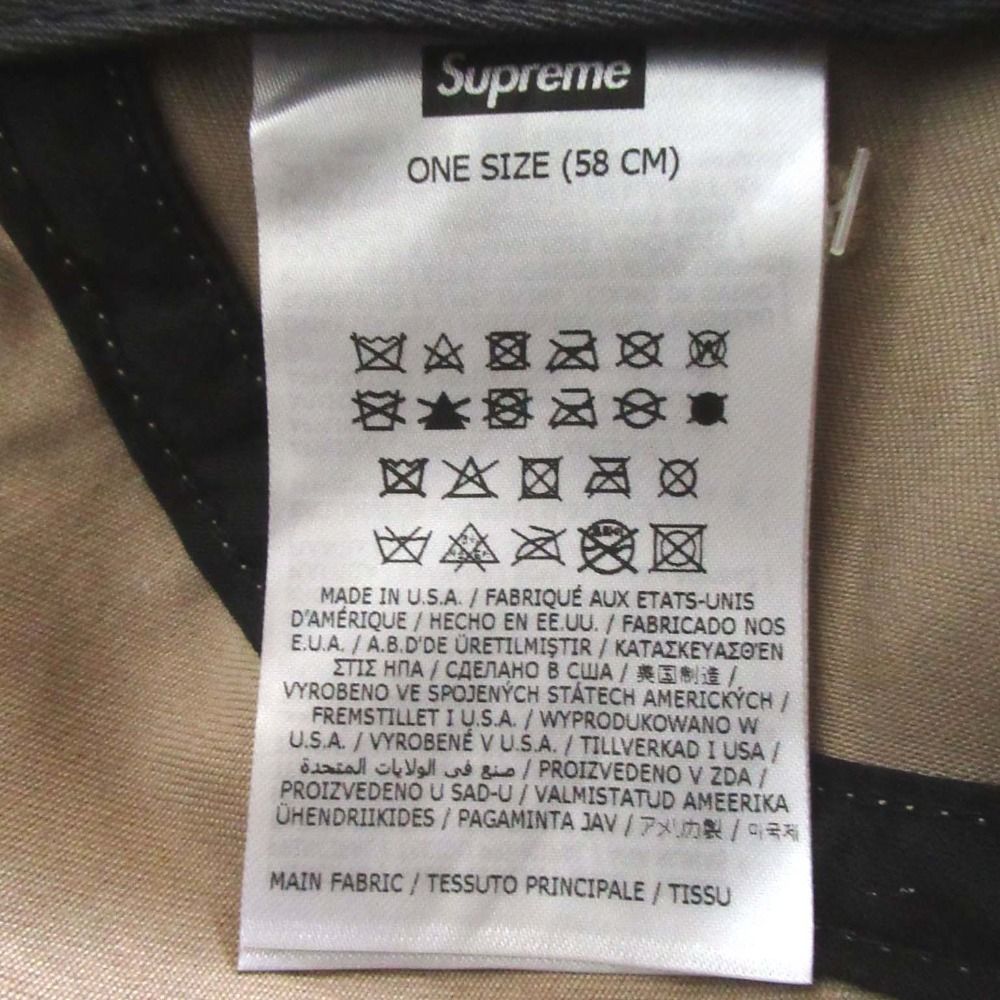 Supreme
ONE SIZE (58 CM)
MADE IN U.S.A. / FABRIQUÉ AUX ETATS-UNIS
D'AMÉRIQUE / HECHO EN EE.UU. / FABRICADO NOS
E.U.A. / A.B.D'DE ÜRETILMIŞTIR / ΚΑΤΑΣΚΕΥΑΣΘ'ΕΝ
ΣΤΙΣ ΗΠΑ / СДЕЛАНО В США / 美国制造 /
VYROBENO VE SPOJENÝCH STÁTECH AMERICKÝCH /
FREMSTILLET I U.S.A. / WYPRODUKOWANO W
U.S.A. / VYROBENÉ V U.S.A. / TILLVERKAD I USA /
صنع في الولايات المتحدة / PROIZVEDENO V ZDA /
PROIZVEDENO U SAD-U / VALMISTATUD AMEERIKA
ÜHENDRIIKIDES / PAGAMINTA JAV / アメリカ製 / 미국제
MAIN FABRIC / TESSUTO PRINCIPALE / TISSU